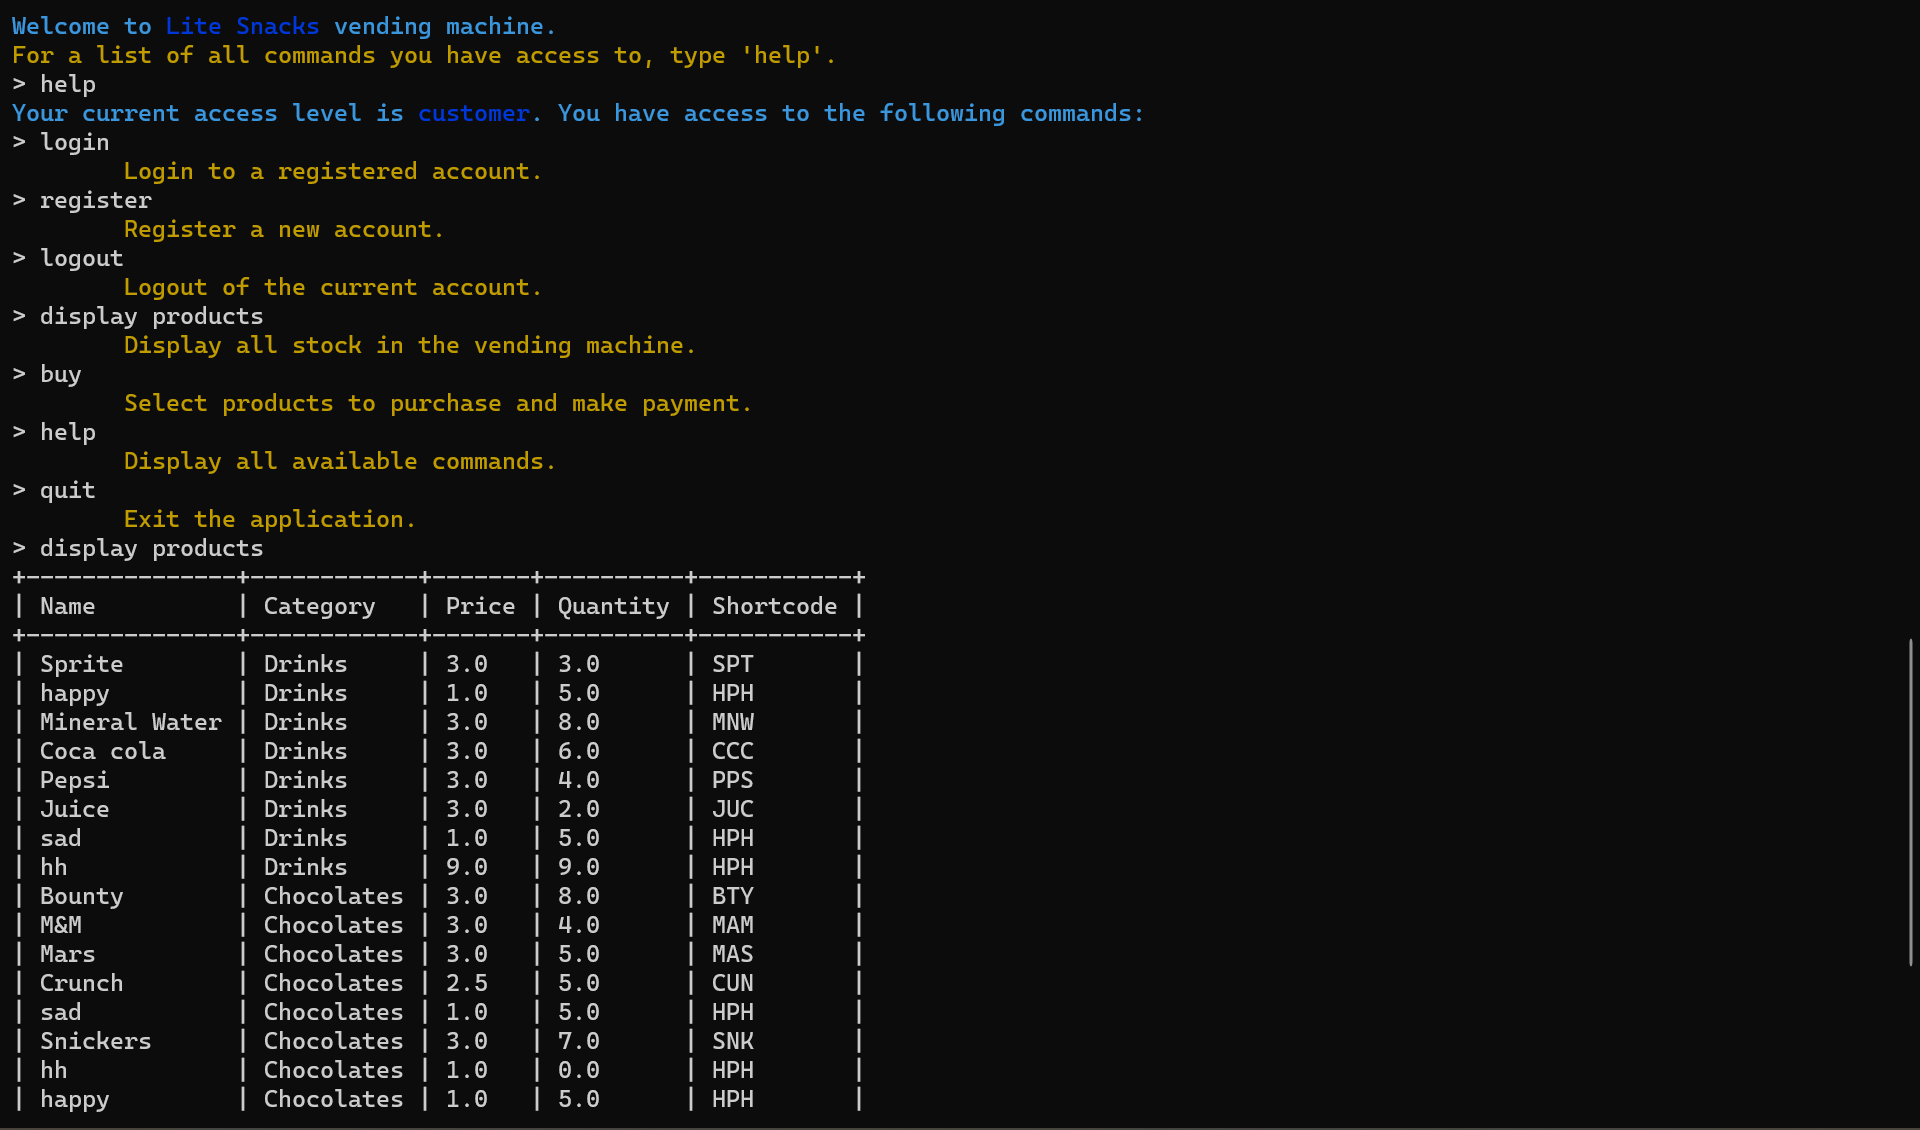 Welcome to Lite Snacks vending machine.
For a list of all commands you have access to, type 'help'.
> help
Your current access level is customer. You have access to the following commands:
> login
        Login to a registered account.
> register
        Register a new account.
> logout
        Logout of the current account.
> display products
        Display all stock in the vending machine.
> buy
        Select products to purchase and make payment.
> help
        Display all available commands.
> quit
        Exit the application.
> display products
+---------------+------------+-------+----------+-----------+
| Name          | Category   | Price | Quantity | Shortcode |
+---------------+------------+-------+----------+-----------+
| Sprite        | Drinks     | 3.0   | 3.0      | SPT       |
| happy         | Drinks     | 1.0   | 5.0      | HPH       |
| Mineral Water | Drinks     | 3.0   | 8.0      | MNW       |
| Coca cola     | Drinks     | 3.0   | 6.0      | CCC       |
| Pepsi         | Drinks     | 3.0   | 4.0      | PPS       |
| Juice         | Drinks     | 3.0   | 2.0      | JUC       |
| sad           | Drinks     | 1.0   | 5.0      | HPH       |
| hh            | Drinks     | 9.0   | 9.0      | HPH       |
| Bounty        | Chocolates | 3.0   | 8.0      | BTY       |
| M&M           | Chocolates | 3.0   | 4.0      | MAM       |
| Mars          | Chocolates | 3.0   | 5.0      | MAS       |
| Crunch        | Chocolates | 2.5   | 5.0      | CUN       |
| sad           | Chocolates | 1.0   | 5.0      | HPH       |
| Snickers      | Chocolates | 3.0   | 7.0      | SNK       |
| hh            | Chocolates | 1.0   | 0.0      | HPH       |
| happy         | Chocolates | 1.0   | 5.0      | HPH       |